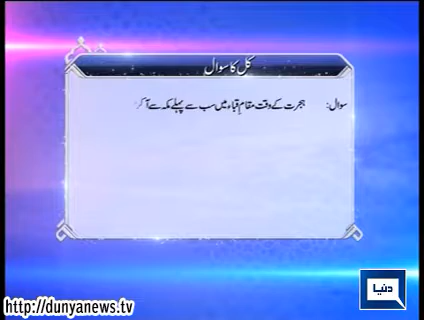 کل کا سوال
سوال: ہجرت کے وقت مقامِ قباء میں سب سے پہلے مکہ سے آکر
دنیا
http://dunyanews.tv